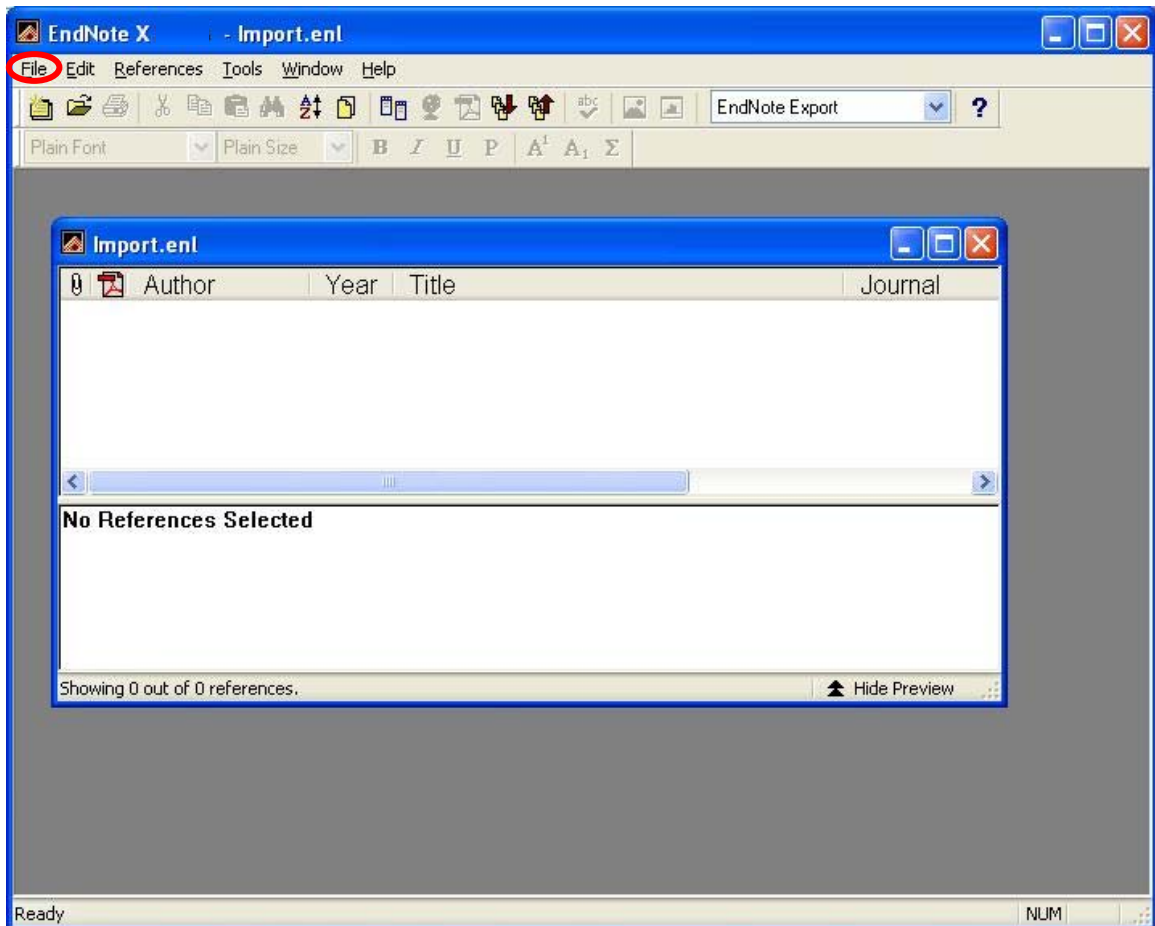 EndNote X - Import.enl
File Edit References Tools Window Help
abc EndNote Export ?
Plain Font Plain Size B I U P A¹ A₁ Σ
Import.enl
Author Year Title Journal
No References Selected
Showing 0 out of 0 references. Hide Preview
Ready NUM